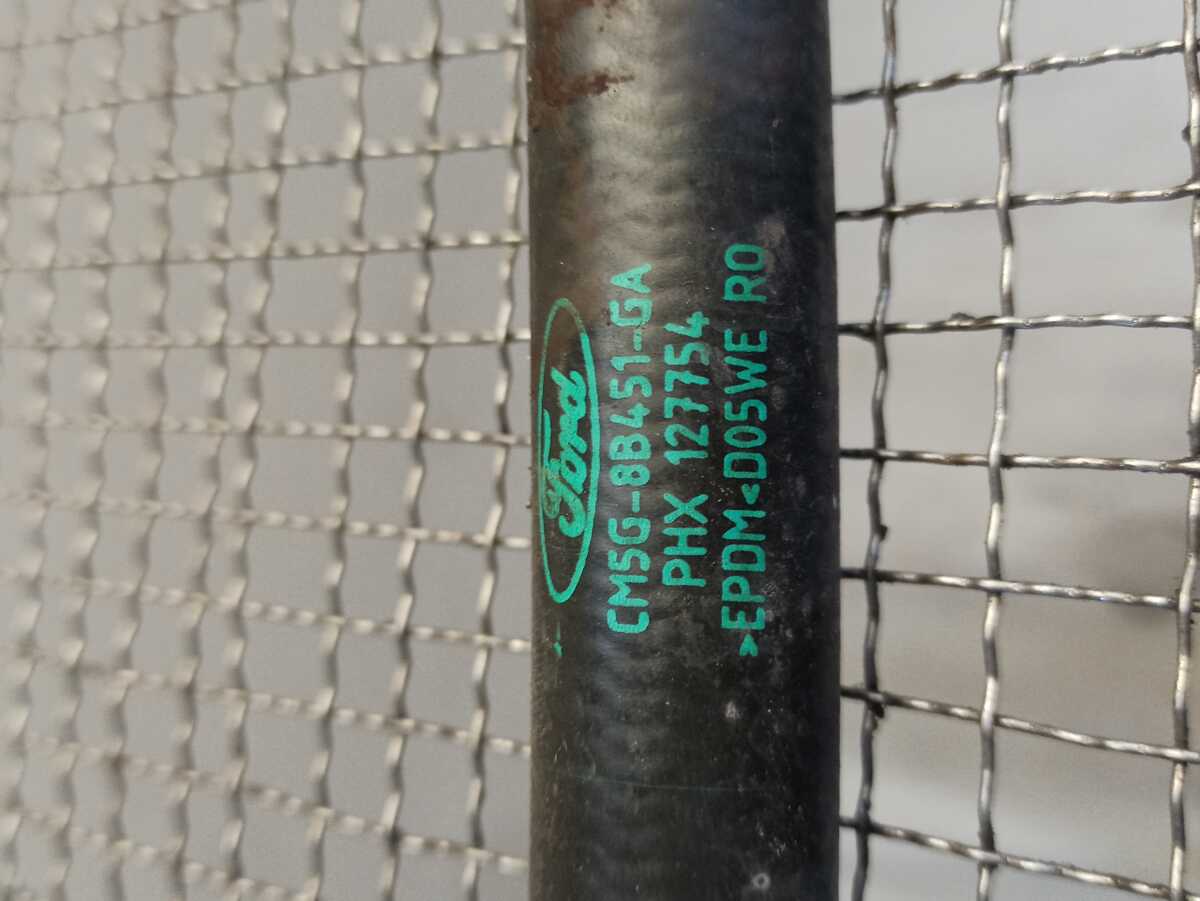 Ford
CM5G-8B451-GA
PHX 127754
>EPDM<D05WE RO